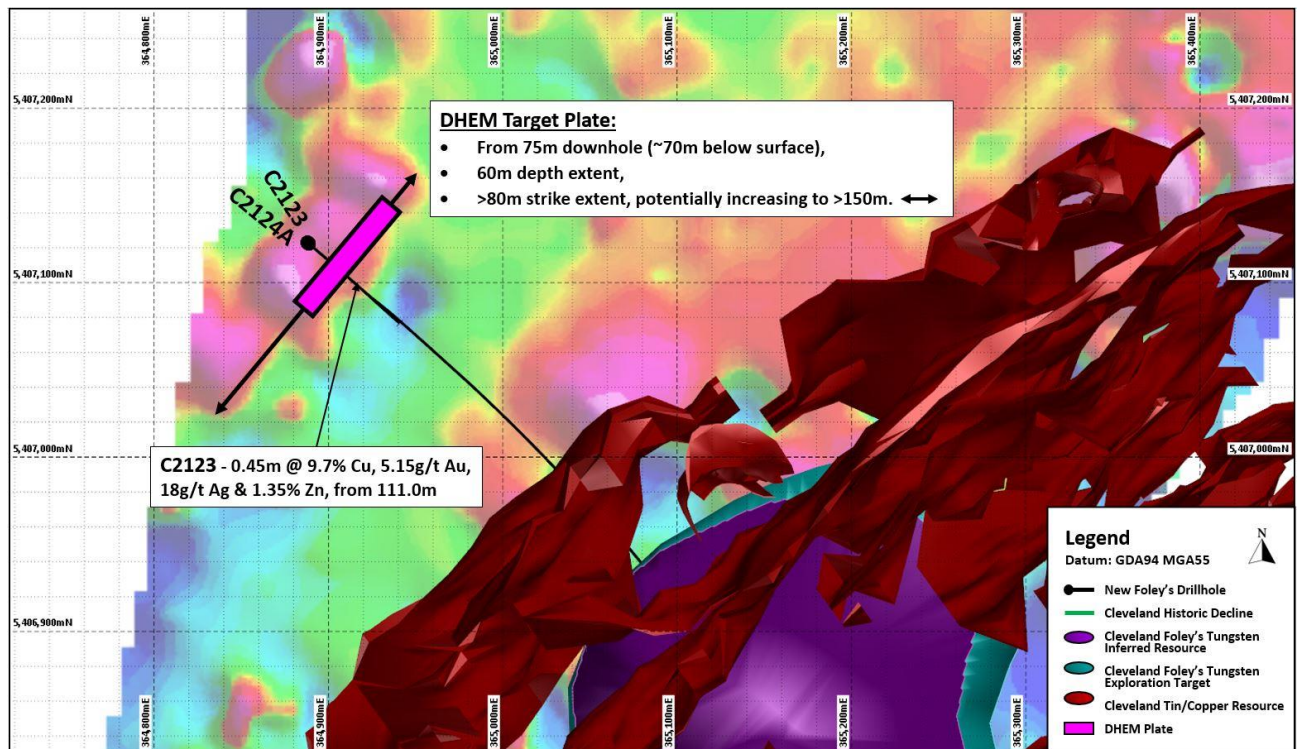 364,800mE
364,900mE
365,000mE
365,100mE
365,200mE
365,300mE
365,400mE
5,407,200mN
5,407,200mN
DHEM Target Plate:
• From 75m downhole (~70m below surface),
• 60m depth extent,
• >80m strike extent, potentially increasing to >150m.
C2123
C2124A
5,407,100mN
5,407,100mN
5,407,000mN
5,407,000mN
C2123 - 0.45m @ 9.7% Cu, 5.15g/t Au,
18g/t Ag & 1.35% Zn, from 111.0m
5,406,900mN
Legend
N
Datum: GDA94 MGA55
New Foley's Drillhole
Cleveland Historic Decline
Cleveland Foley's Tungsten
Inferred Resource
Cleveland Foley's Tungsten
Exploration Target
Cleveland Tin/Copper Resource
DHEM Plate
364,800mE
364,900mE
365,000mE
365,100mE
365,200mE
365,300mE